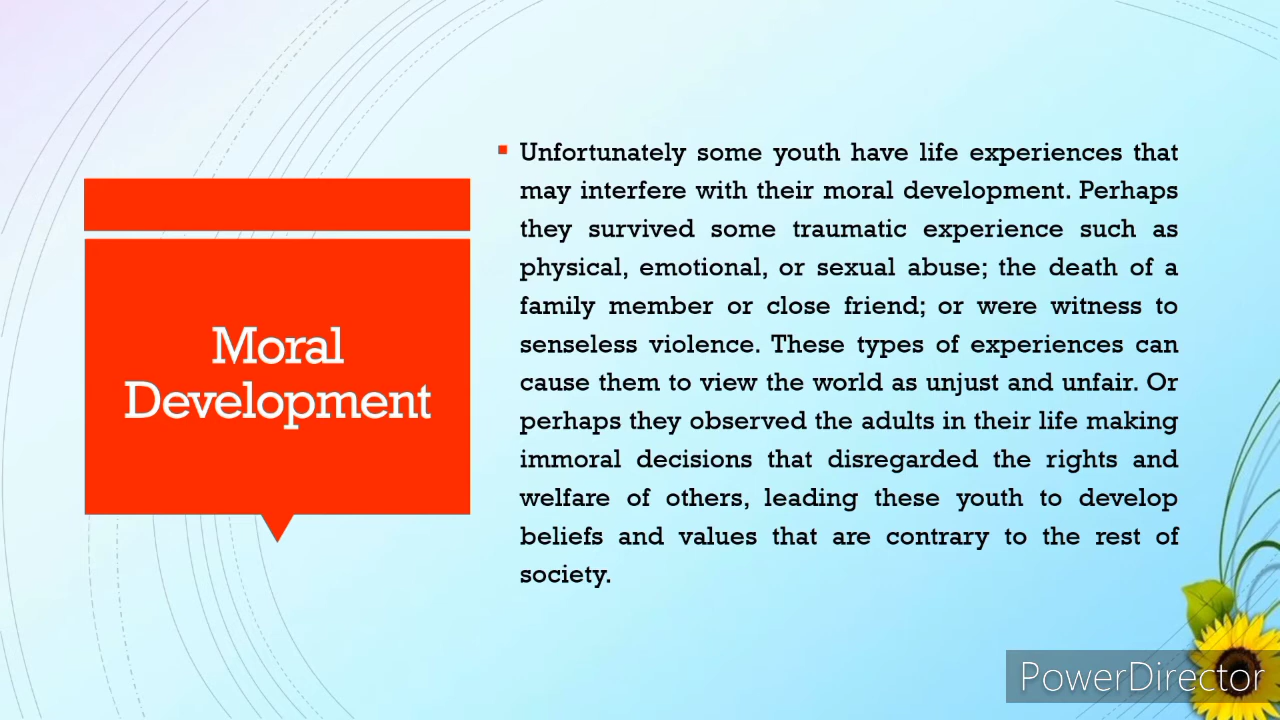 Moral
Development
Unfortunately some youth have life experiences that
may interfere with their moral development. Perhaps
they survived some traumatic experience such as
physical, emotional, or sexual abuse; the death of a
family member or close friend; or were witness to
senseless violence. These types of experiences can
cause them to view the world as unjust and unfair. Or
perhaps they observed the adults in their life making
immoral decisions that disregarded the rights and
welfare of others, leading these youth to develop
beliefs and values that are contrary to the rest of
society.
PowerDirector